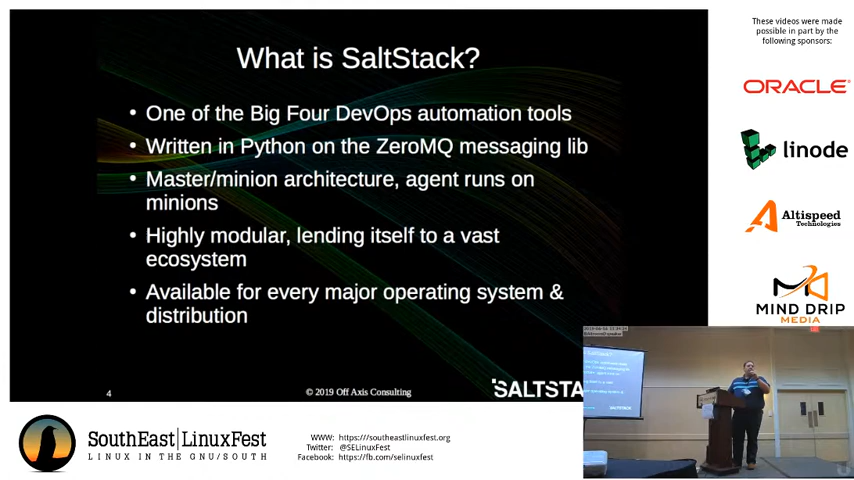 These videos were made
possible in part by the
following sponsors:
What is SaltStack?
• One of the Big Four DevOps automation tools
• Written in Python on the ZeroMQ messaging lib
• Master/minion architecture, agent runs on
minions
• Highly modular, lending itself to a vast
ecosystem
• Available for every major operating system &
distribution
4
© 2019 Off Axis Consulting
SALTSTA
ORACLE
linode
Altispeed
Technologies
MIND DRIP
MEDIA
SouthEast|LinuxFest
LINUX IN THE GNU/SOUTH
WWW: https:///southeastlinuxfest.org
Twitter: @SELinuxFest
Facebook: https://fb.com/selinuxfest